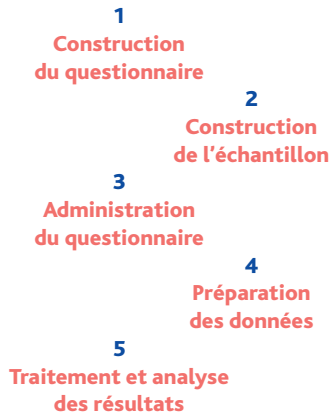 1
Construction
du questionnaire
2
Construction
de l'échantillon
3
Administration
du questionnaire
4
Préparation
des données
5
Traitement et analyse
des résultats